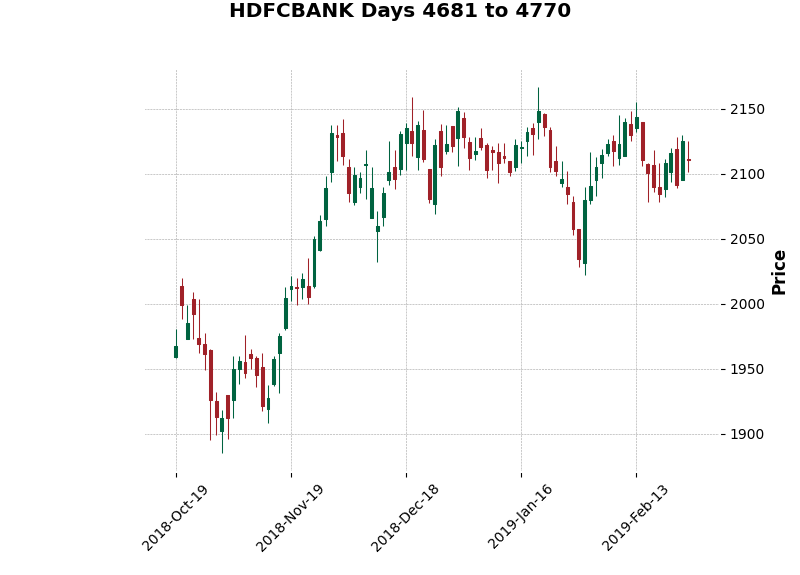 HDFCBANK Days 4681 to 4770
2150
2100
2050
2000
1950
1900
Price
2018-Oct-19
2018-Nov-19
2018-Dec-18
2019-Jan-16
2019-Feb-13